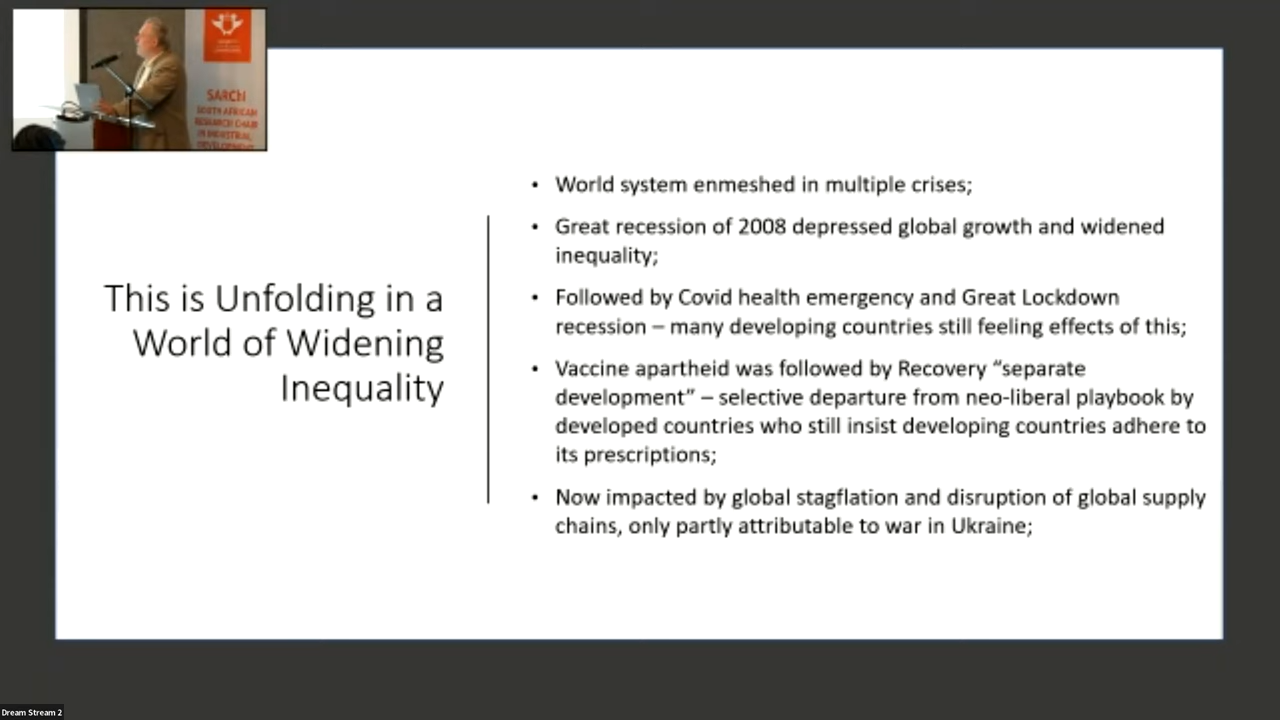 SARChI
SOUTH AFRICAN
RESEARCH CHAIR
IN INDUSTRIAL
DEVELOPMENT
This is Unfolding in a
World of Widening
Inequality
• World system enmeshed in multiple crises;
• Great recession of 2008 depressed global growth and widened
inequality;
• Followed by Covid health emergency and Great Lockdown
recession – many developing countries still feeling effects of this;
• Vaccine apartheid was followed by Recovery “separate
development” – selective departure from neo-liberal playbook by
developed countries who still insist developing countries adhere to
its prescriptions;
• Now impacted by global stagflation and disruption of global supply
chains, only partly attributable to war in Ukraine;
Dream Stream 2